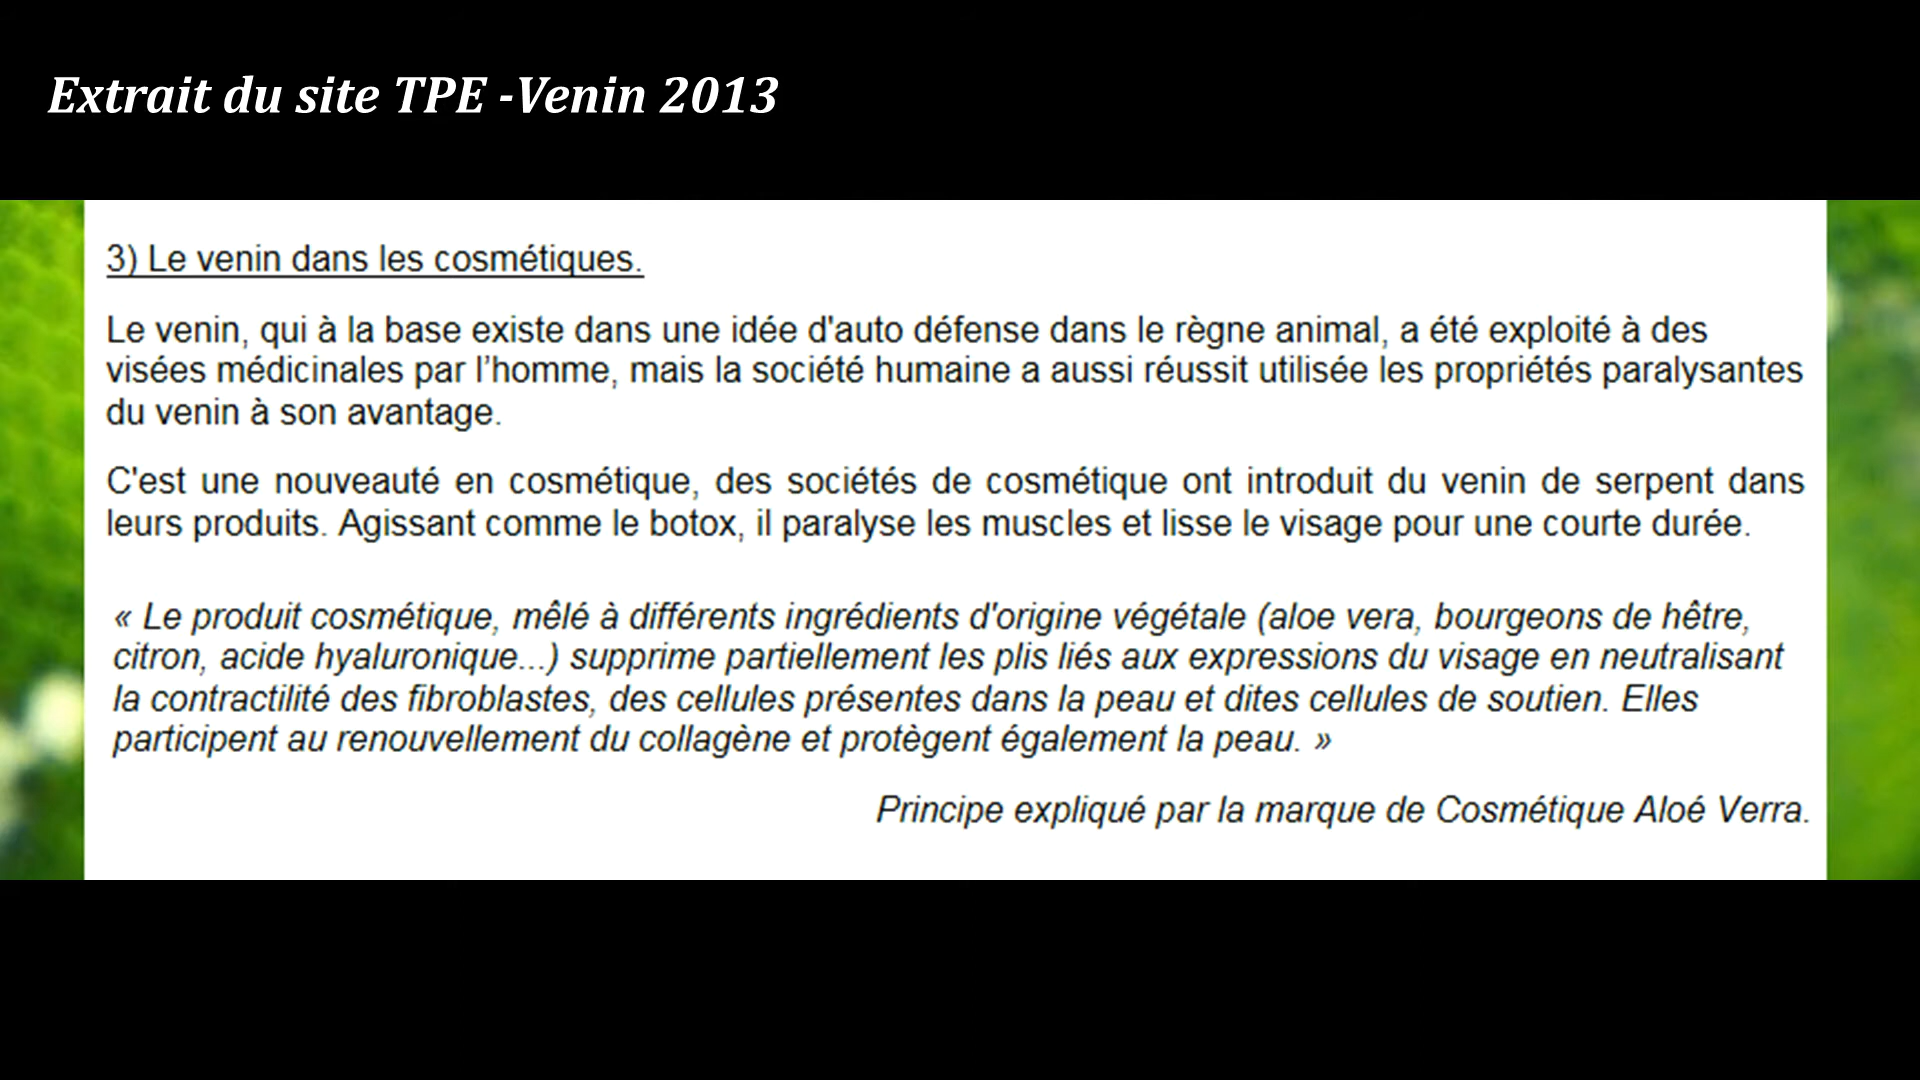 Extrait du site TPE -Venin 2013
3) Le venin dans les cosmétiques.
Le venin, qui à la base existe dans une idée d'auto défense dans le règne animal, a été exploité à des
visées médicinales par l’homme, mais la société humaine a aussi réussit utilisée les propriétés paralysantes
du venin à son avantage.
C'est une nouveauté en cosmétique, des sociétés de cosmétique ont introduit du venin de serpent dans
leurs produits. Agissant comme le botox, il paralyse les muscles et lisse le visage pour une courte durée.
« Le produit cosmétique, mêlé à différents ingrédients d'origine végétale (aloe vera, bourgeons de hêtre,
citron, acide hyaluronique...) supprime partiellement les plis liés aux expressions du visage en neutralisant
la contractilité des fibroblastes, des cellules présentes dans la peau et dites cellules de soutien. Elles
participent au renouvellement du collagène et protègent également la peau. »
Principe expliqué par la marque de Cosmétique Aloé Verra.